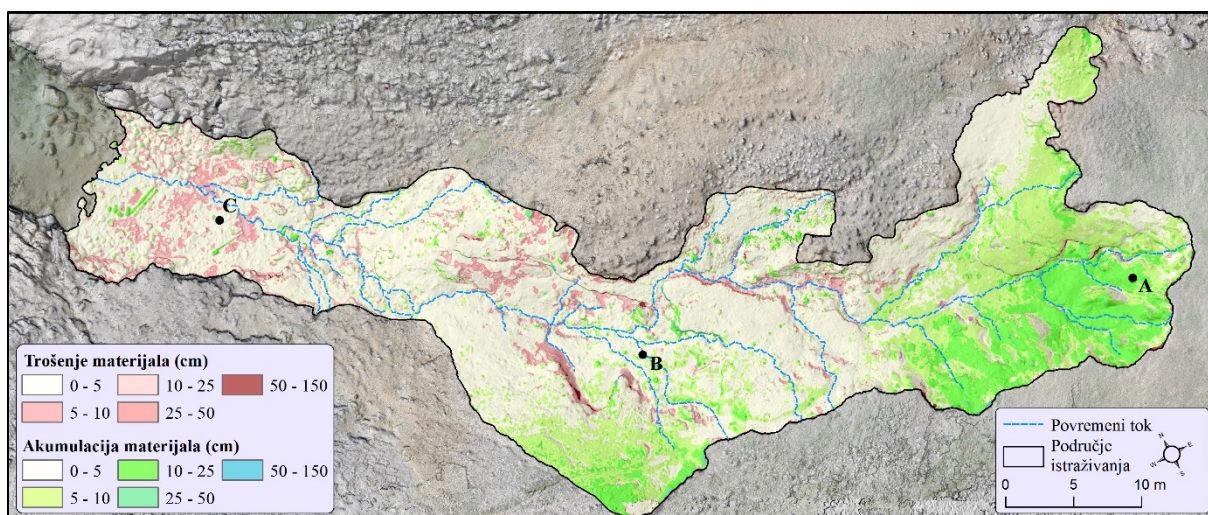 C
A
B
Trošenje materijala (cm)
0 - 5 10 - 25 50 - 150
5 - 10 25 - 50
Akumulacija materijala (cm)
0 - 5 10 - 25 50 - 150
5 - 10 25 - 50
Povremeni tok
Područje
istraživanja
N E
W S
0 5 10 m